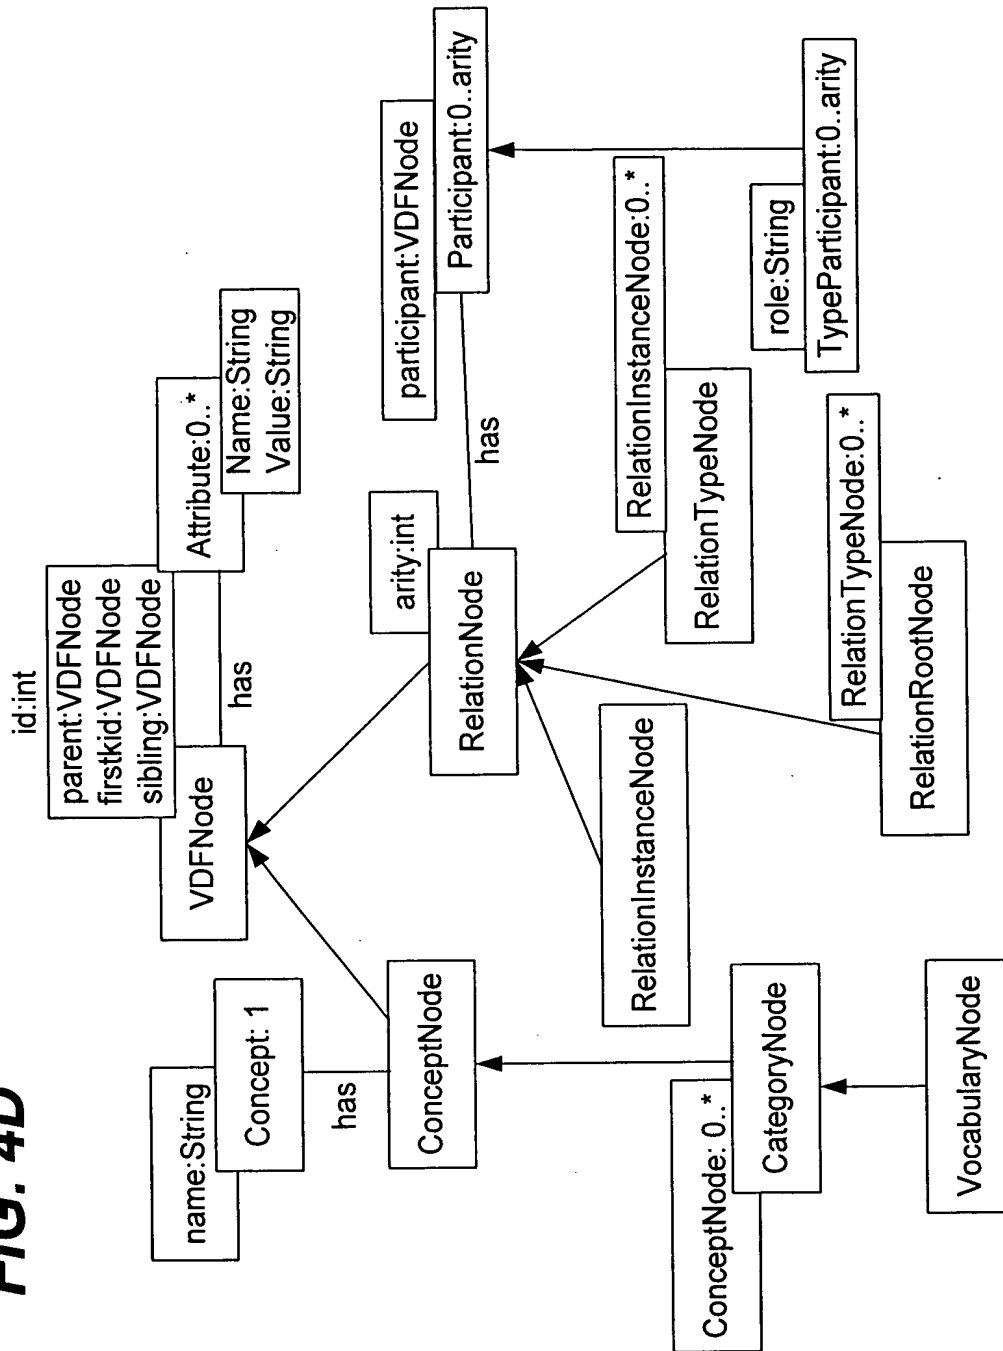 FIG. 4D
id:int
parent:VDFNode
firstkid:VDFNode
sibling:VDFNode
VDFNode
has
Attribute:0..*
Name:String
Value:String
name:String
Concept: 1
has
ConceptNode
arity:int
RelationNode
has
participant:VDFNode
Participant:0..arity
RelationInstanceNode
RelationInstanceNode:0..*
RelationTypeNode
role:String
TypeParticipant:0..arity
ConceptNode: 0..*
CategoryNode
RelationTypeNode:0..*
RelationRootNode
VocabularyNode